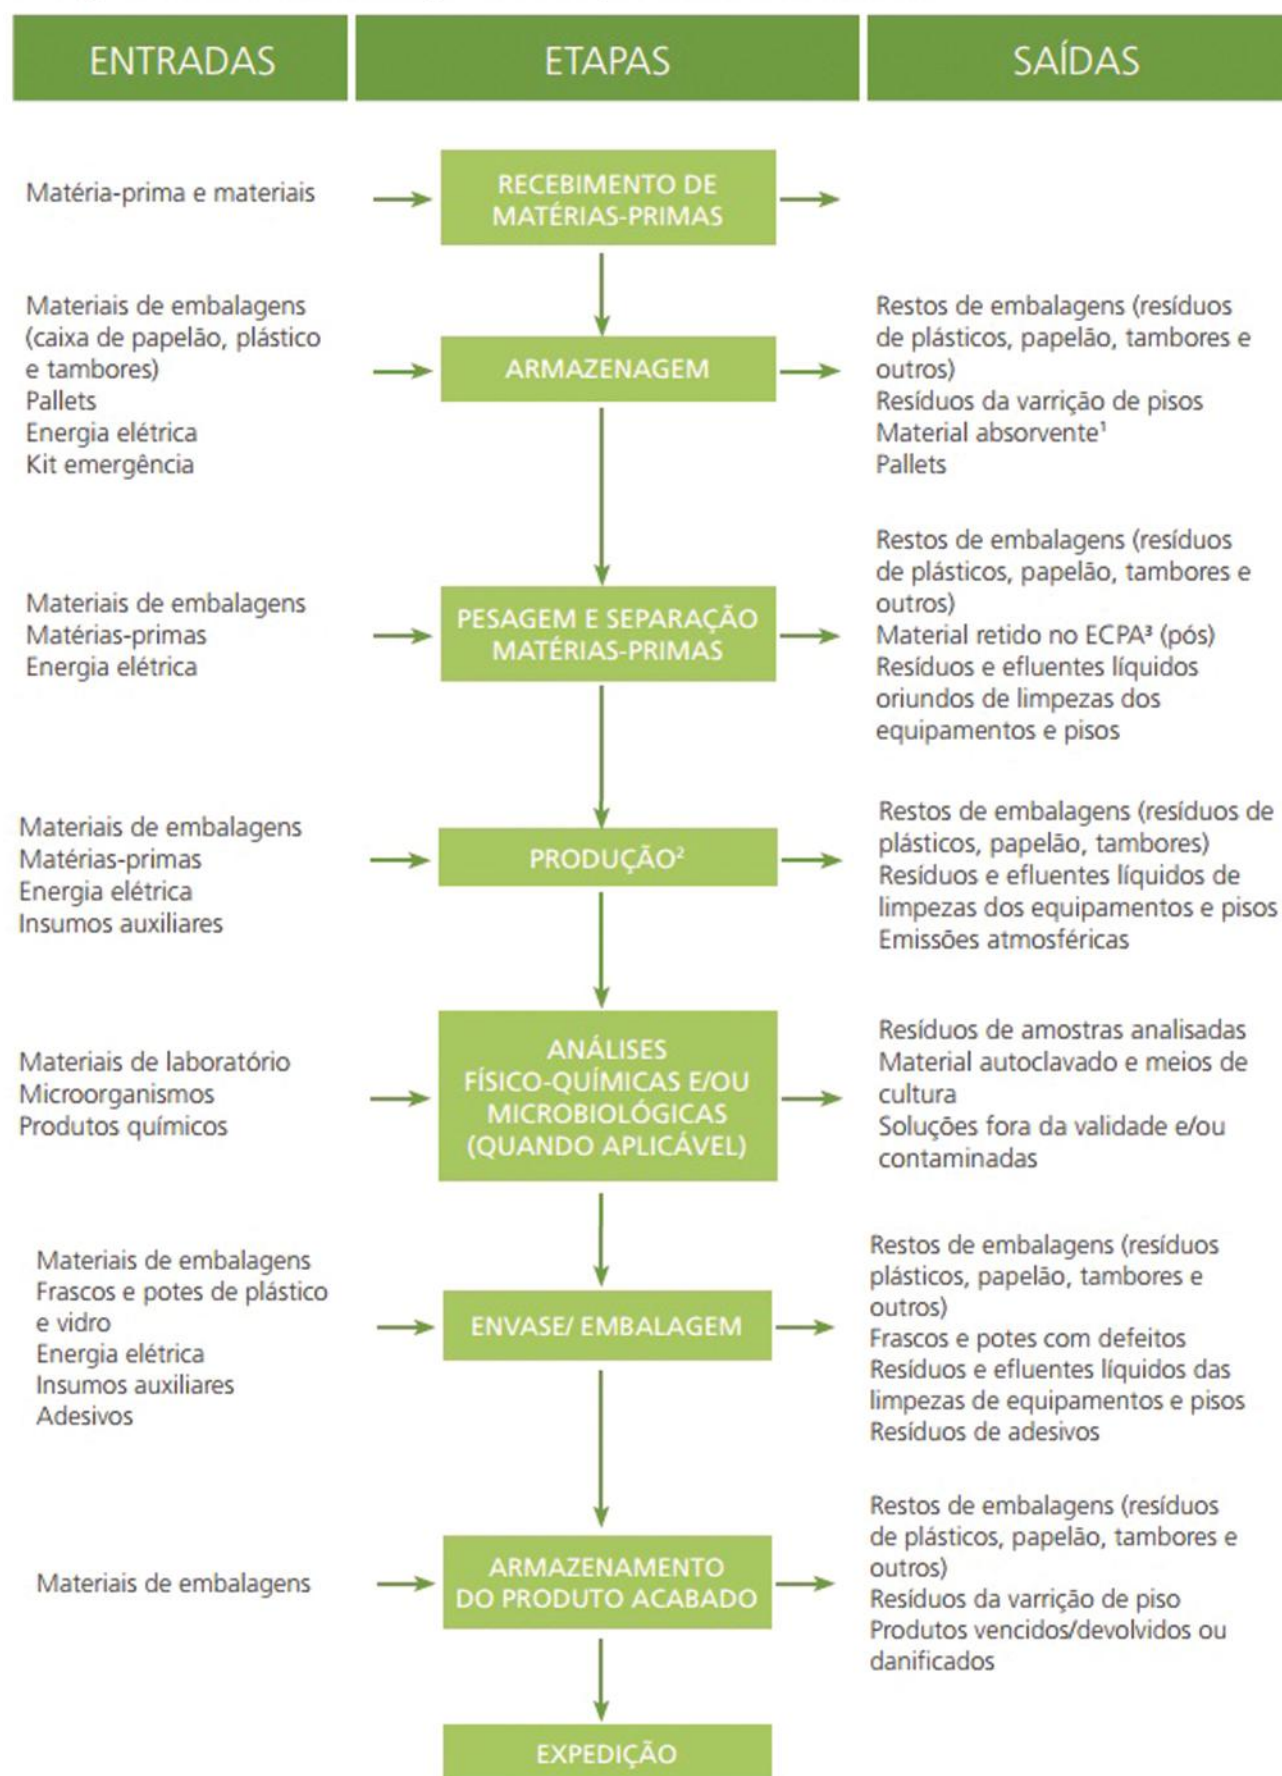 ENTRADAS
ETAPAS
SAÍDAS
Matéria-prima e materiais
RECEBIMENTO DE
MATÉRIAS-PRIMAS
Materiais de embalagens
(caixa de papelão, plástico
e tambores)
Pallets
Energia elétrica
Kit emergência
ARMAZENAGEM
Restos de embalagens (resíduos
de plásticos, papelão, tambores e
outros)
Resíduos da varrição de pisos
Material absorvente¹
Pallets
Materiais de embalagens
Matérias-primas
Energia elétrica
PESAGEM E SEPARAÇÃO
MATÉRIAS-PRIMAS
Restos de embalagens (resíduos
de plásticos, papelão, tambores e
outros)
Material retido no ECPA³ (pós)
Resíduos e efluentes líquidos
oriundos de limpezas dos
equipamentos e pisos
Materiais de embalagens
Matérias-primas
Energia elétrica
Insumos auxiliares
PRODUÇÃO²
Restos de embalagens (resíduos de
plásticos, papelão, tambores)
Resíduos e efluentes líquidos de
limpezas dos equipamentos e pisos
Emissões atmosféricas
Materiais de laboratório
Microorganismos
Produtos químicos
ANÁLISES
FÍSICO-QUÍMICAS E/OU
MICROBIOLÓGICAS
(QUANDO APLICÁVEL)
Resíduos de amostras analisadas
Material autoclavado e meios de
cultura
Soluções fora da validade e/ou
contaminadas
Materiais de embalagens
Frascos e potes de plástico
e vidro
Energia elétrica
Insumos auxiliares
Adesivos
ENVASE/ EMBALAGEM
Restos de embalagens (resíduos
plásticos, papelão, tambores e
outros)
Frascos e potes com defeitos
Resíduos e efluentes líquidos das
limpezas de equipamentos e pisos
Resíduos de adesivos
Materiais de embalagens
ARMAZENAMENTO
DO PRODUTO ACABADO
Restos de embalagens (resíduos
de plásticos, papelão, tambores e
outros)
Resíduos da varrição de piso
Produtos vencidos/devolvidos ou
danificados
EXPEDIÇÃO